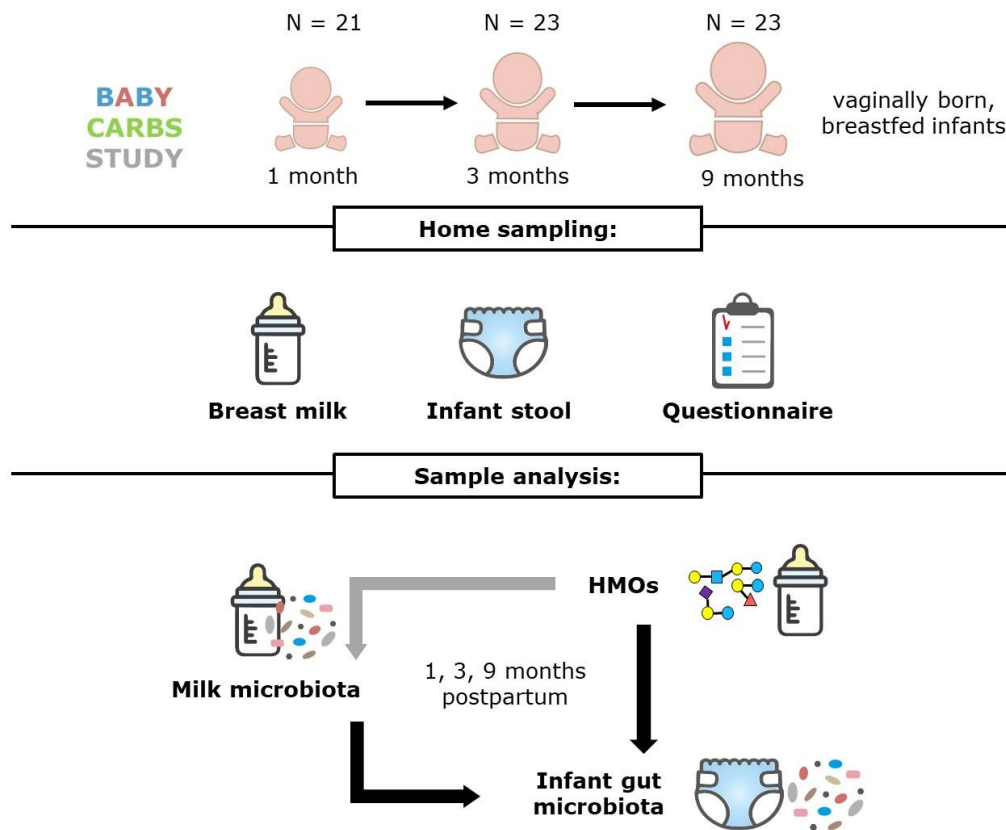 N = 21
N = 23
N = 23
BABY
CARBS
STUDY
vaginally born,
breastfed infants
1 month
3 months
9 months
Home sampling:
Breast milk
Infant stool
Questionnaire
Sample analysis:
HMOs
Milk microbiota
1, 3, 9 months
postpartum
Infant gut
microbiota